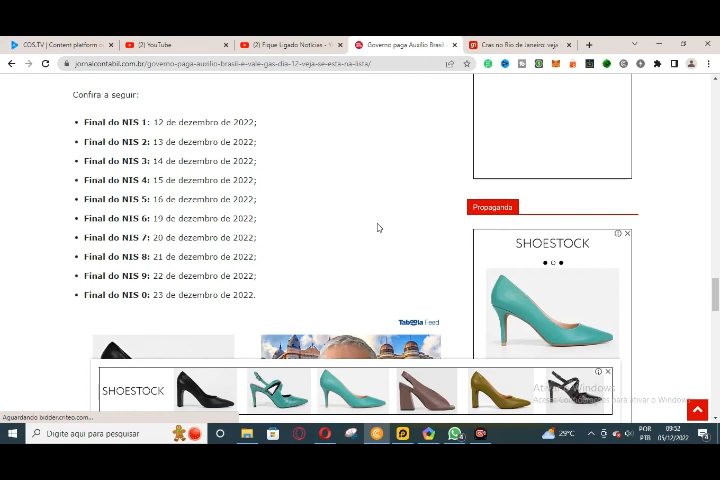 COS.TV | Content platform o
(2) YouTube
(2) Fique Ligado Notícias - Y
Governo paga Auxílio Brasil
Cras no Rio de Janeiro: veja
jornalcontabil.com.br/governo-paga-auxilio-brasil-e-vale-gas-dia-12-veja-se-esta-na-lista/
Confira a seguir:
• Final do NIS 1: 12 de dezembro de 2022;
• Final do NIS 2: 13 de dezembro de 2022;
• Final do NIS 3: 14 de dezembro de 2022;
• Final do NIS 4: 15 de dezembro de 2022;
• Final do NIS 5: 16 de dezembro de 2022;
• Final do NIS 6: 19 de dezembro de 2022;
• Final do NIS 7: 20 de dezembro de 2022;
• Final do NIS 8: 21 de dezembro de 2022;
• Final do NIS 9: 22 de dezembro de 2022;
• Final do NIS 0: 23 de dezembro de 2022.
Propaganda
SHOESTOCK
Taboola Feed
SHOESTOCK
Windows
para ativar o Windows.
Aguardando bidder.criteo.com...
Digite aqui para pesquisar
29°C
POR
PTB
09:52
05/12/2022